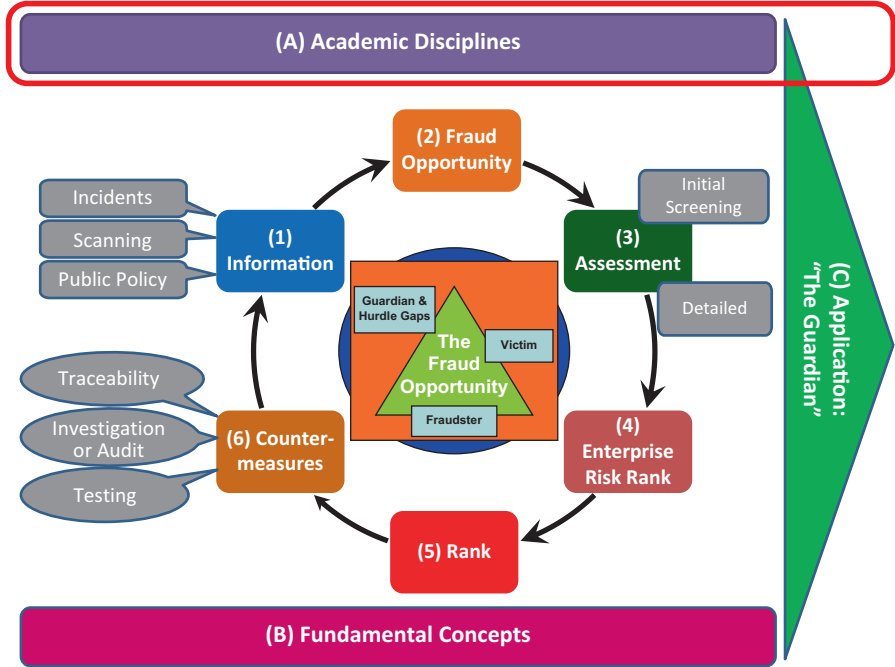 (A) Academic Disciplines
(2) Fraud
Opportunity
Incidents
Scanning
Public Policy
(1)
Information
Initial
Screening
(3)
Assessment
Detailed
Guardian &
Hurdle Gaps
Victim
The
Fraud
Opportunity
Fraudster
(C) Application:
“The Guardian”
Traceability
Investigation
or Audit
Testing
(6) Counter-
measures
(4)
Enterprise
Risk Rank
(5) Rank
(B) Fundamental Concepts